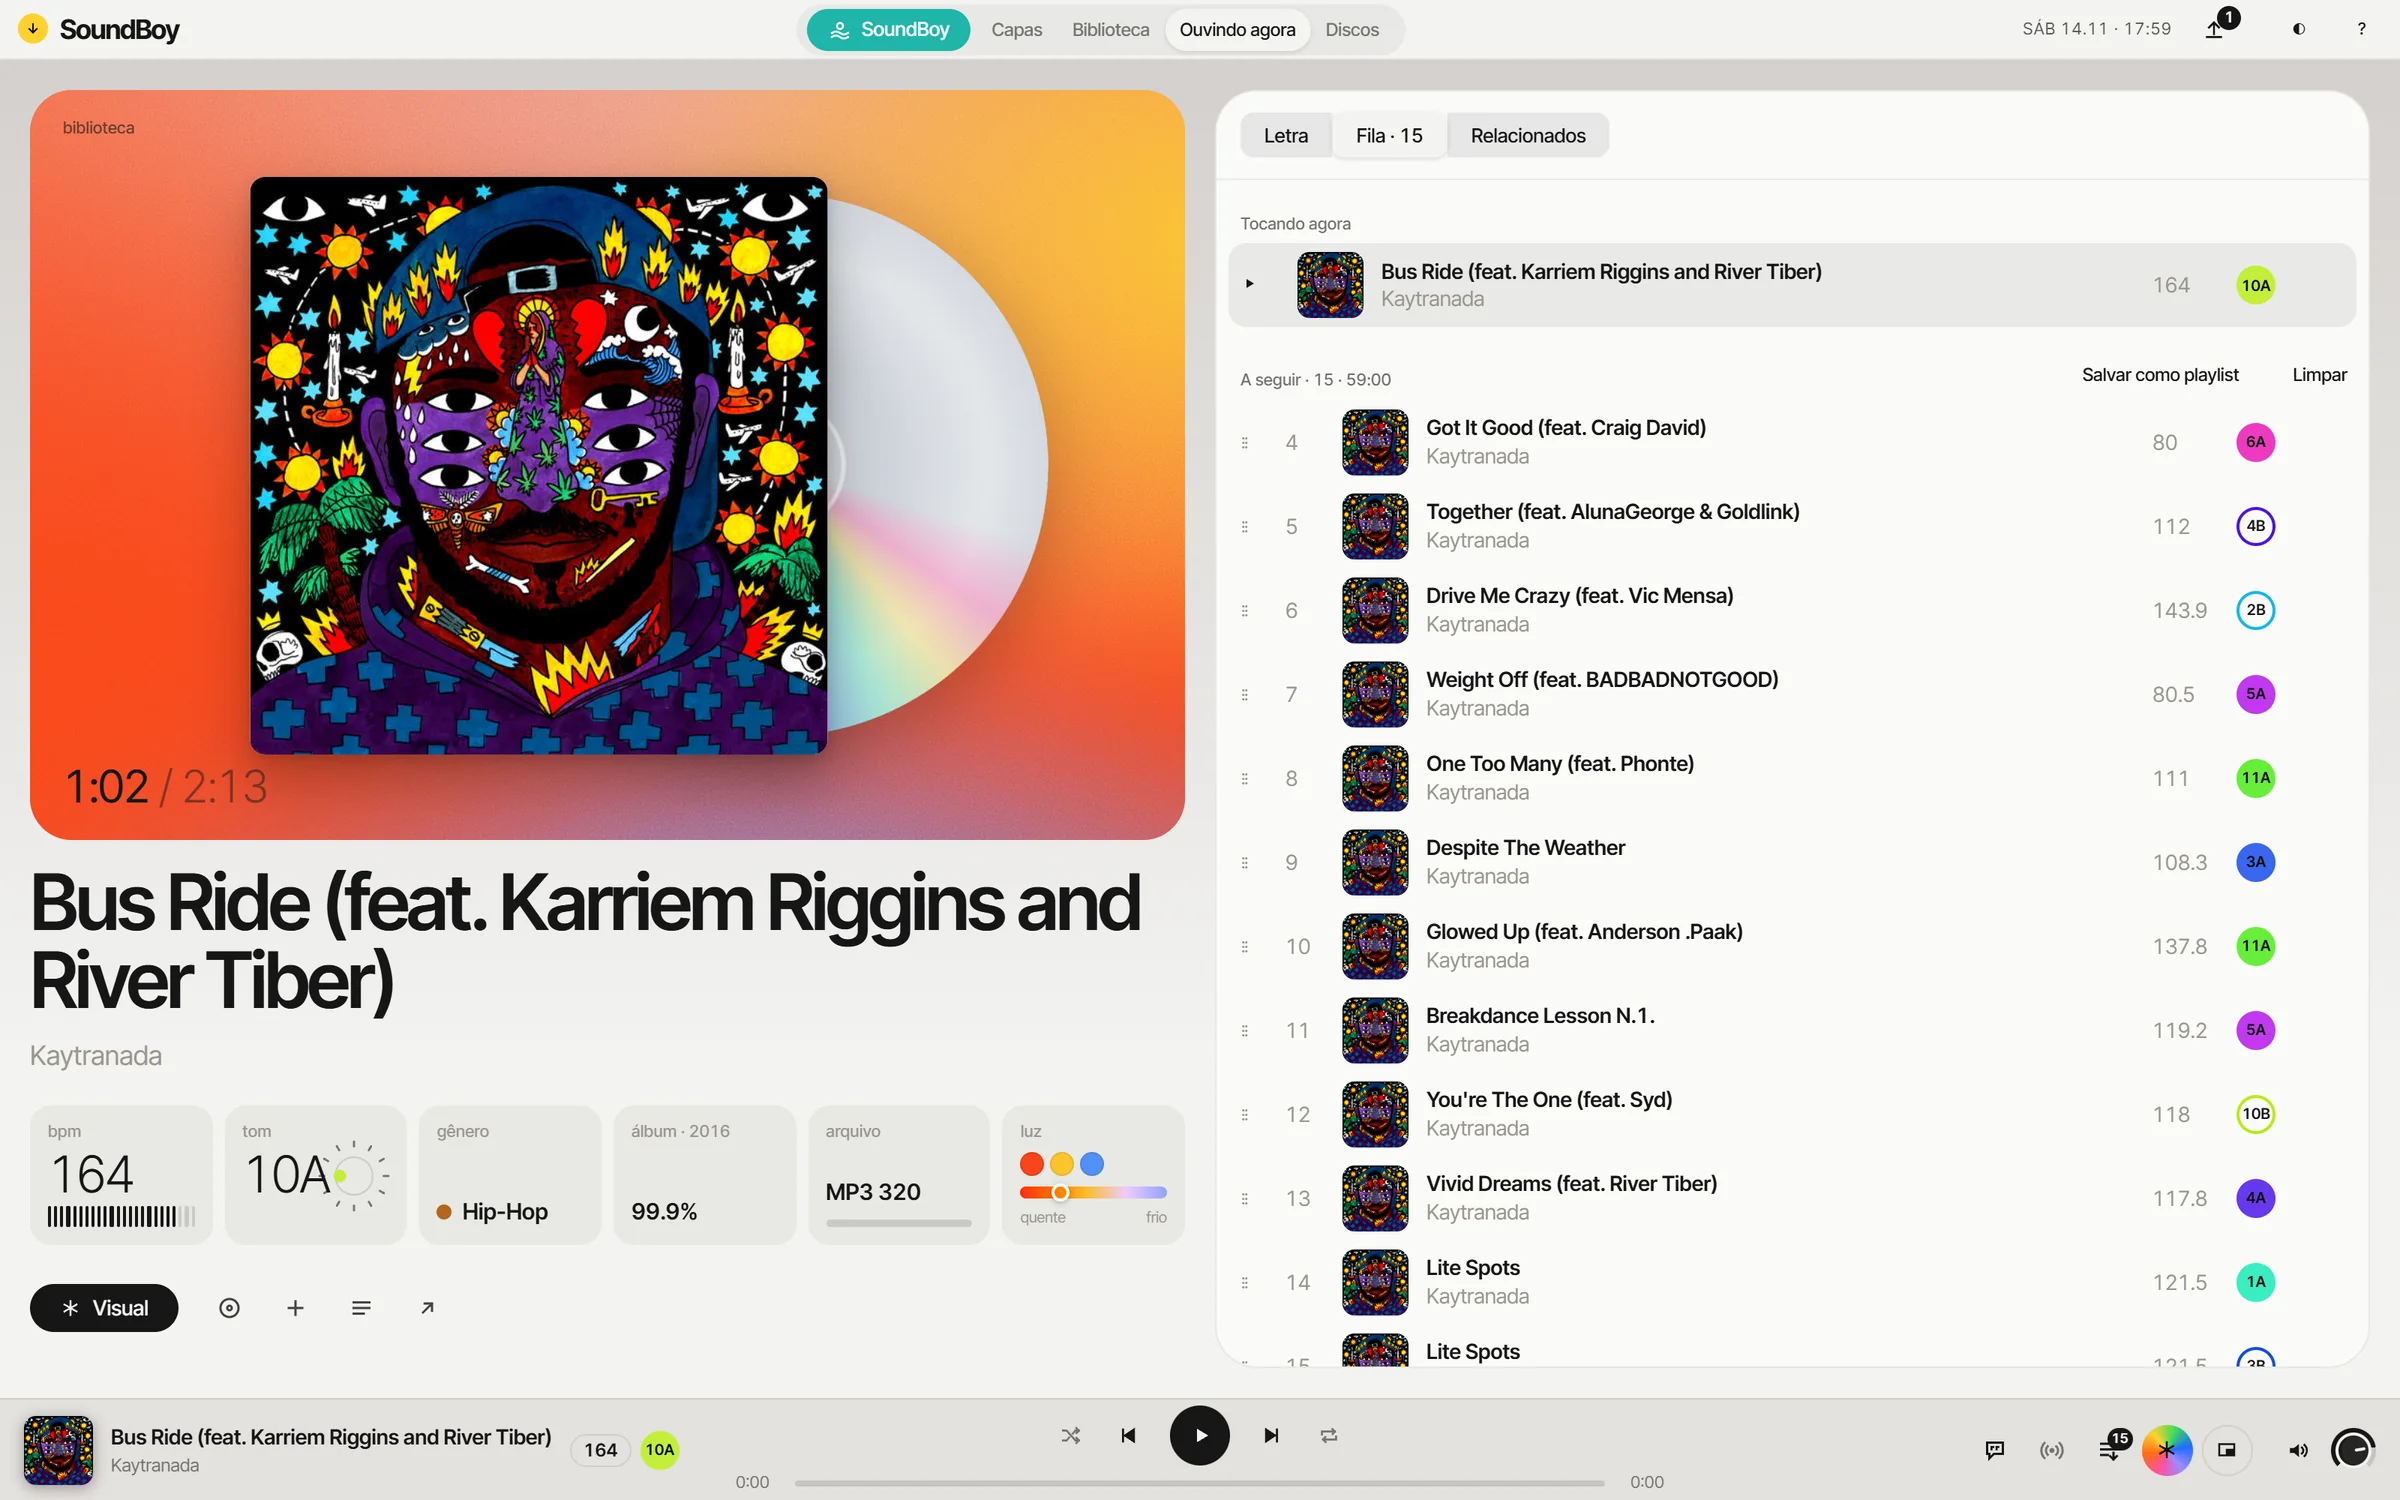 SoundBoy
SoundBoy
Capas
Biblioteca
Ouvindo agora
Discos
SÁB 14.11 · 17:59
1
?
biblioteca
1:02 / 2:13
Bus Ride (feat. Karriem Riggins and
River Tiber)
Kaytranada
bpm
164
tom
10A
gênero
Hip-Hop
álbum · 2016
99.9%
arquivo
MP3 320
luz
quente
frio
Visual
Letra
Fila · 15
Relacionados
Tocando agora
Bus Ride (feat. Karriem Riggins and River Tiber)
Kaytranada
164
10A
A seguir · 15 · 59:00
Salvar como playlist
Limpar
4
Got It Good (feat. Craig David)
Kaytranada
80
6A
5
Together (feat. AlunaGeorge & Goldlink)
Kaytranada
112
4B
6
Drive Me Crazy (feat. Vic Mensa)
Kaytranada
143.9
2B
7
Weight Off (feat. BADBADNOTGOOD)
Kaytranada
80.5
5A
8
One Too Many (feat. Phonte)
Kaytranada
111
11A
9
Despite The Weather
Kaytranada
108.3
3A
10
Glowed Up (feat. Anderson .Paak)
Kaytranada
137.8
11A
11
Breakdance Lesson N.1.
Kaytranada
119.2
5A
12
You're The One (feat. Syd)
Kaytranada
118
10B
13
Vivid Dreams (feat. River Tiber)
Kaytranada
117.8
4A
14
Lite Spots
Kaytranada
121.5
1A
15
Lite Spots
121.5
3B
Bus Ride (feat. Karriem Riggins and River Tiber)
Kaytranada
164
10A
0:00
0:00
15